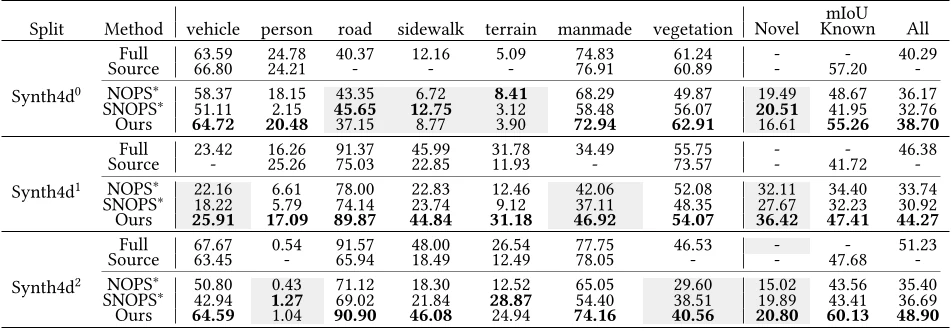 mIoU
Split Method vehicle person road sidewalk terrain manmade vegetation Novel Known All
Full 63.59 24.78 40.37 12.16 5.09 74.83 61.24 - - 40.29
Source 66.80 24.21 - - - 76.91 60.89 - 57.20
Synth4d⁰
NOPS* 58.37 18.15 43.35 6.72 8.41 68.29 49.87 19.49 48.67 36.17
SNOPS* 51.11 2.15 45.65 12.75 3.12 58.48 56.07 20.51 41.95 32.76
Ours 64.72 20.48 37.15 8.77 3.90 72.94 62.91 16.61 55.26 38.70
Full 23.42 16.26 91.37 45.99 31.78 34.49 55.75 - - 46.38
Source - 25.26 75.03 22.85 11.93 - 73.57 - 41.72
Synth4d¹
NOPS* 22.16 6.61 78.00 22.83 12.46 42.06 52.08 32.11 34.40 33.74
SNOPS* 18.22 5.79 74.14 23.74 9.12 37.11 48.35 27.67 32.23 30.92
Ours 25.91 17.09 89.87 44.84 31.18 46.92 54.07 36.42 47.41 44.27
Full 67.67 0.54 91.57 48.00 26.54 77.75 46.53 - - 51.23
Source 63.45 - 65.94 18.49 12.49 78.05 - - 47.68
Synth4d²
NOPS* 50.80 0.43 71.12 18.30 12.52 65.05 29.60 15.02 43.56 35.40
SNOPS* 42.94 1.27 69.02 21.84 28.87 54.40 38.51 19.89 43.41 36.69
Ours 64.59 1.04 90.90 46.08 24.94 74.16 40.56 20.80 60.13 48.90